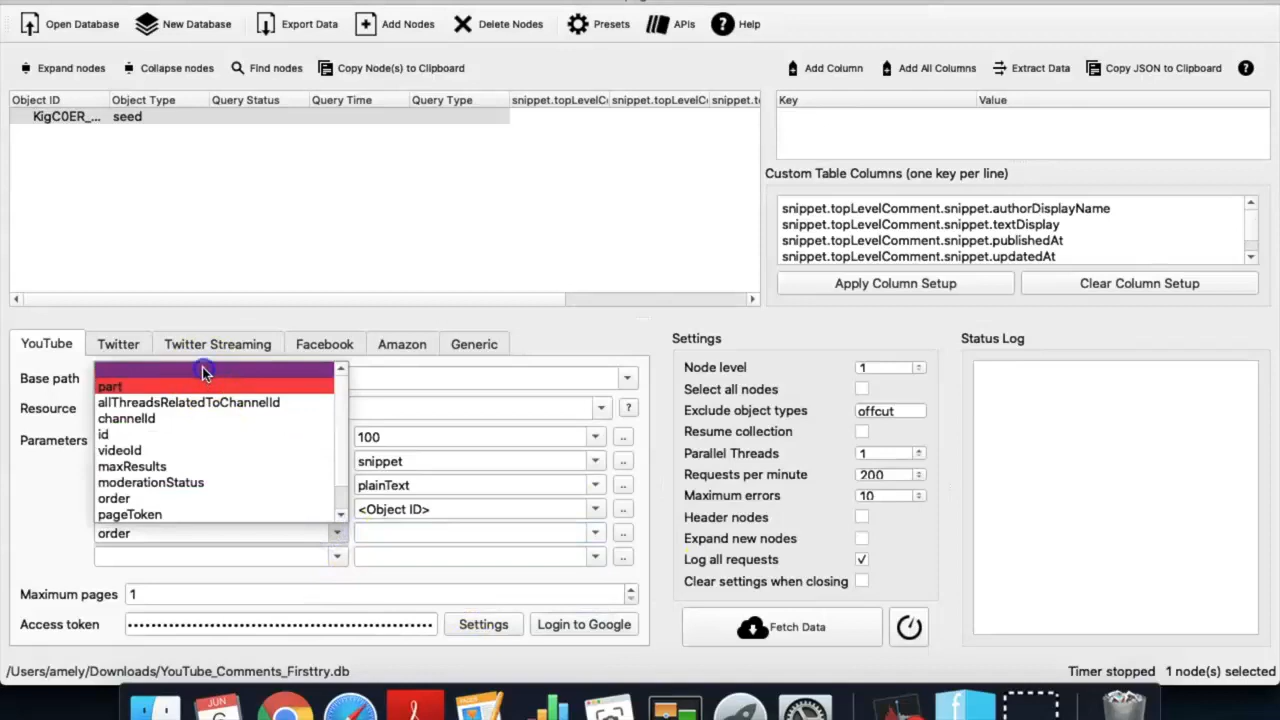 Open Database New Database Export Data Add Nodes Delete Nodes Presets APIs Help
Expand nodes Collapse nodes Find nodes Copy Node(s) to Clipboard Add Column Add All Columns Extract Data Copy JSON to Clipboard
Object ID Object Type Query Status Query Time Query Type snippet.topLevelC snippet.topLevelC snippet.t Key Value
KigC0ER_... seed
Custom Table Columns (one key per line)
snippet.topLevelComment.snippet.authorDisplayName
snippet.topLevelComment.snippet.textDisplay
snippet.topLevelComment.snippet.publishedAt
snippet.topLevelComment.snippet.updatedAt
Apply Column Setup Clear Column Setup
YouTube Twitter Twitter Streaming Facebook Amazon Generic
Base path
Resource ?
Parameters
part
allThreadsRelatedToChannelId
channelId
id
videoId
maxResults
moderationStatus
order
pageToken
order
100 ..
snippet ..
plainText ..
<Object ID> ..
..
..
Maximum pages 1
Access token •••••••••••••••••••••••••••••••••••••••••••••••• Settings Login to Google
Settings
Node level 1
Select all nodes
Exclude object types offcut
Resume collection
Parallel Threads 1
Requests per minute 200
Maximum errors 10
Header nodes
Expand new nodes
Log all requests ✓
Clear settings when closing
Fetch Data
Status Log
/Users/amely/Downloads/YouTube_Comments_Firsttry.db Timer stopped 1 node(s) selected